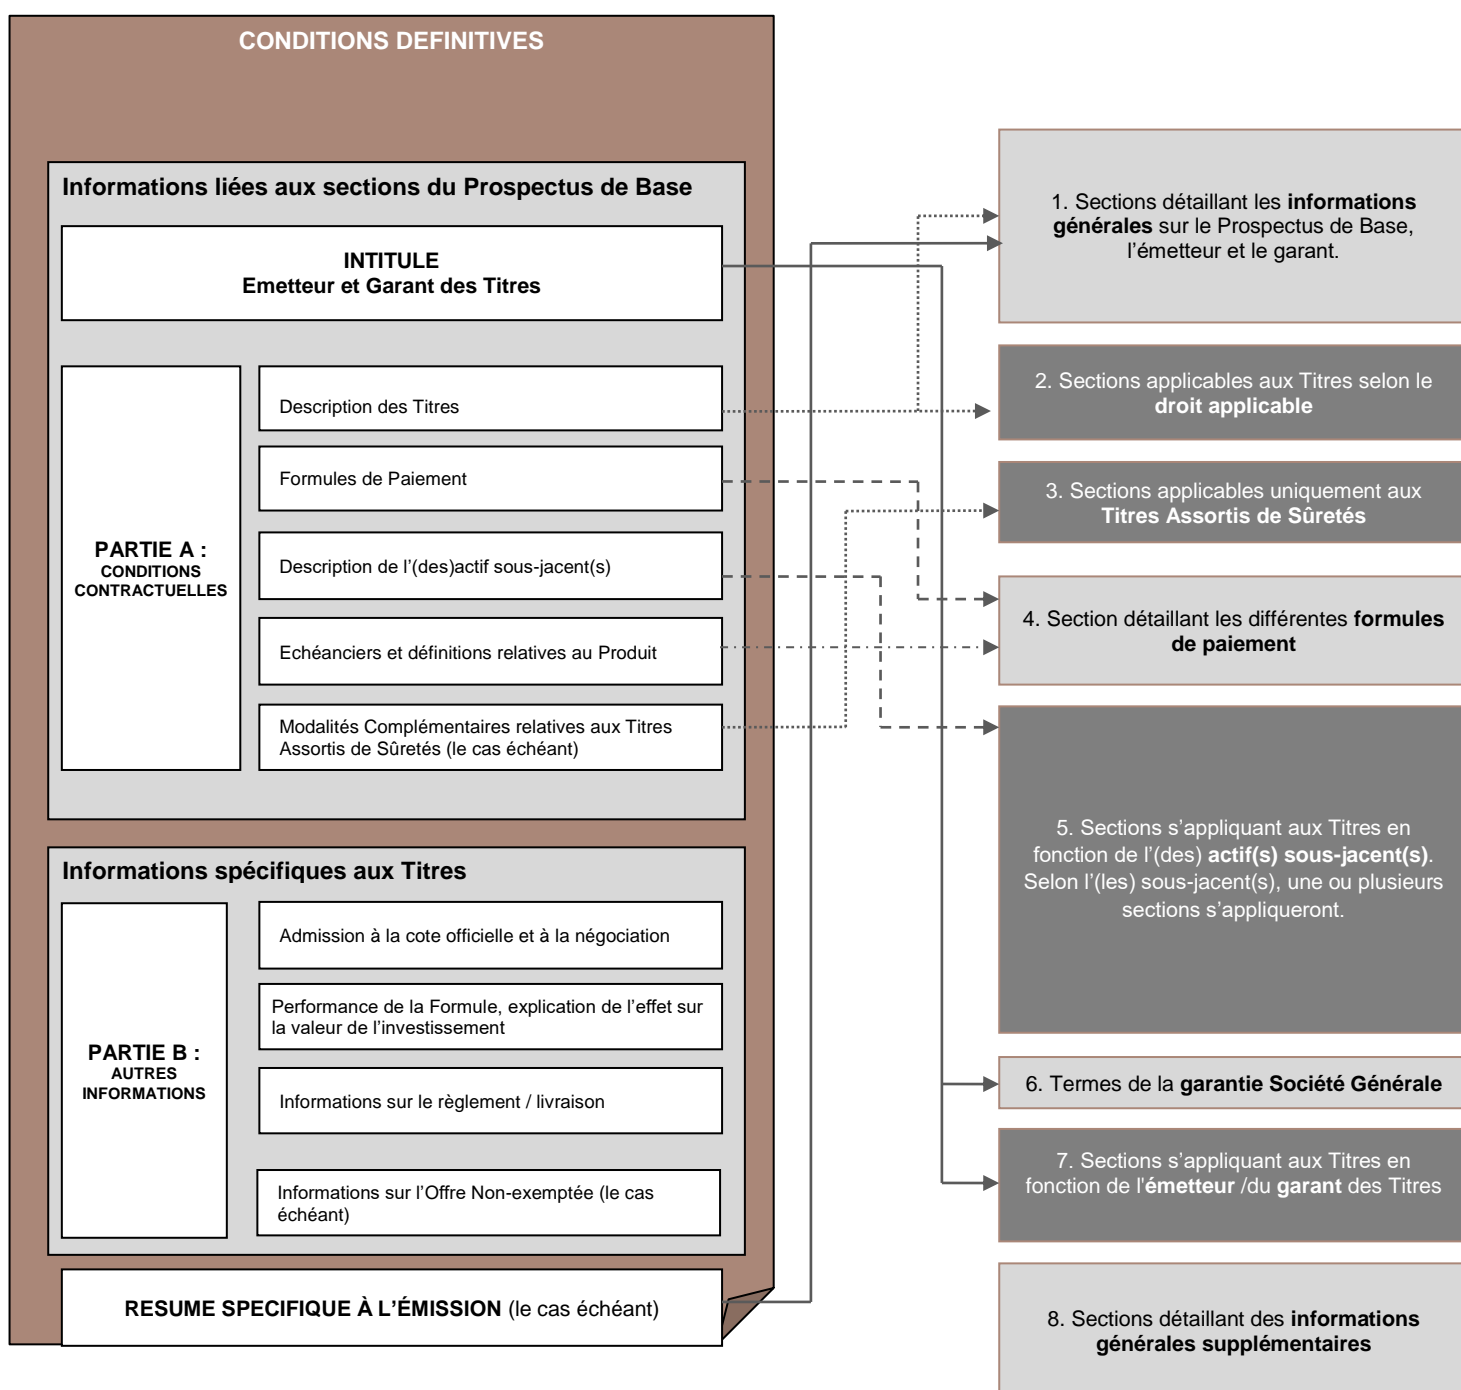 CONDITIONS DEFINITIVES
Informations liées aux sections du Prospectus de Base
INTITULE
Emetteur et Garant des Titres
PARTIE A :
CONDITIONS
CONTRACTUELLES
Description des Titres
Formules de Paiement
Description de l'(des)actif sous-jacent(s)
Echéanciers et définitions relatives au Produit
Modalités Complémentaires relatives aux Titres
Assortis de Sûretés (le cas échéant)
Informations spécifiques aux Titres
PARTIE B :
AUTRES
INFORMATIONS
Admission à la cote officielle et à la négociation
Performance de la Formule, explication de l'effet sur
la valeur de l'investissement
Informations sur le règlement / livraison
Informations sur l'Offre Non-exemptée (le cas
échéant)
RESUME SPECIFIQUE À L'ÉMISSION (le cas échéant)
1. Sections détaillant les informations
générales sur le Prospectus de Base,
l'émetteur et le garant.
2. Sections applicables aux Titres selon le
droit applicable
3. Sections applicables uniquement aux
Titres Assortis de Sûretés
4. Section détaillant les différentes formules
de paiement
5. Sections s'appliquant aux Titres en
fonction de l'(des) actif(s) sous-jacent(s).
Selon l'(les) sous-jacent(s), une ou plusieurs
sections s'appliqueront.
6. Termes de la garantie Société Générale
7. Sections s'appliquant aux Titres en
fonction de l'émetteur /du garant des Titres
8. Sections détaillant des informations
générales supplémentaires